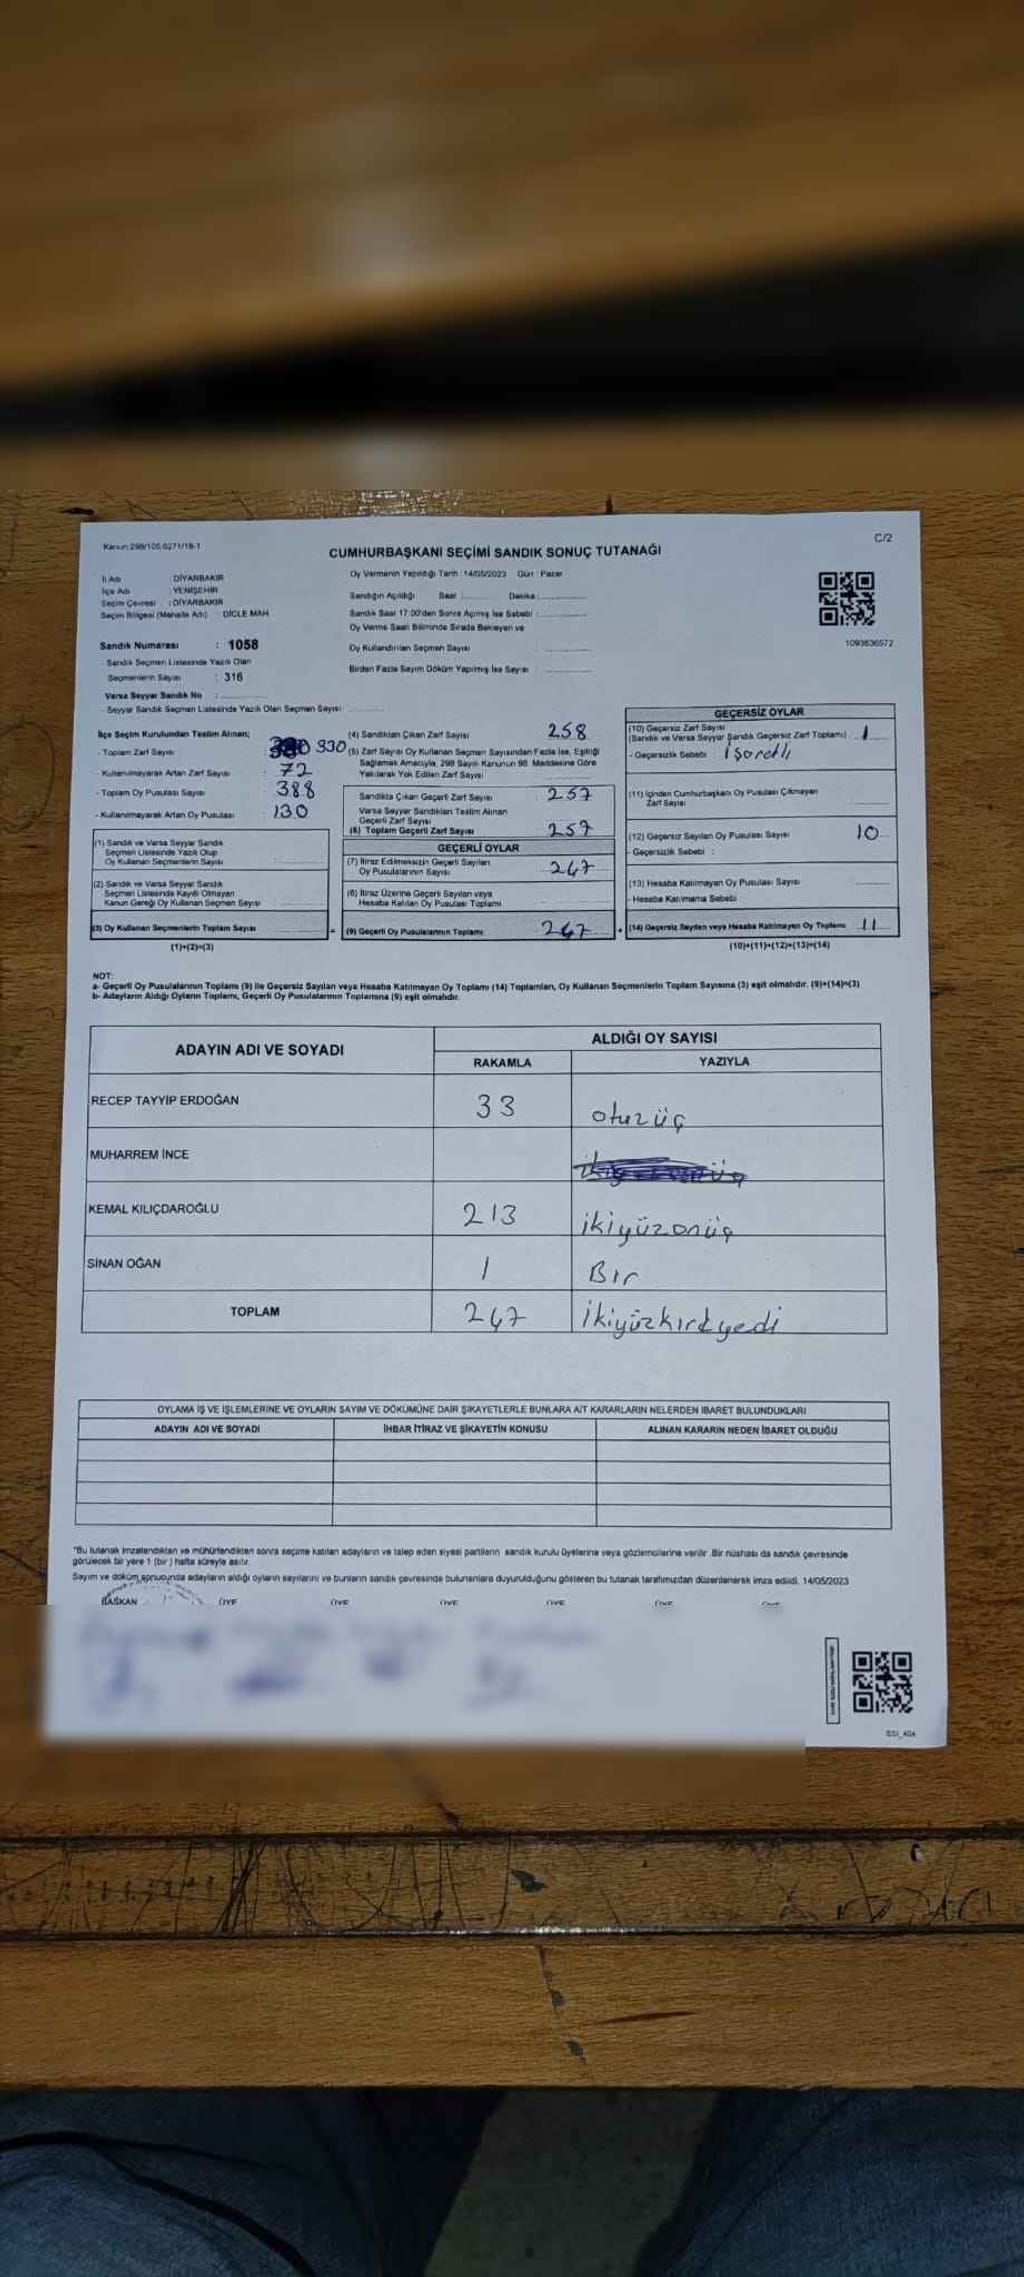 Kanun:298/105,6271/18-1
C/2
CUMHURBAŞKANI SEÇİMİ SANDIK SONUÇ TUTANAĞI
İl Adı DİYARBAKIR
İlçe Adı YENİŞEHİR
Seçim Çevresi : DİYARBAKIR
Seçim Bölgesi (Mahalle Adı) : DİCLE MAH.
Oy Vermenin Yapıldığı Tarih : 14/05/2023 Gün : Pazar
Sandığın Açıldığı Saat : Dakika :
Sandık Saat 17:00'den Sonra Açılmış İse Sebebi :
Oy Verme Saati Bitiminde Sırada Bekleyen ve
Oy Kullandırılan Seçmen Sayısı
Birden Fazla Sayım Döküm Yapılmış İse Sayısı
1093636572
Sandık Numarası : 1058
- Sandık Seçmen Listesinde Yazılı Olan
Seçmenlerin Sayısı : 316
Varsa Seyyar Sandık No :
- Seyyar Sandık Seçmen Listesinde Yazılı Olan Seçmen Sayısı
İlçe Seçim Kurulundan Teslim Alınan;
- Toplam Zarf Sayısı 330
- Kullanılmayarak Artan Zarf Sayısı : 72
- Toplam Oy Pusulası Sayısı : 388
- Kullanılmayarak Artan Oy Pusulası : 130
(1) Sandık ve Varsa Seyyar Sandık
Seçmen Listesinde Yazılı Olup
Oy Kullanan Seçmenlerin Sayısı
(2) Sandık ve Varsa Seyyar Sandık
Seçmen Listesinde Kayıtlı Olmayan
Kanun Gereği Oy Kullanan Seçmen Sayısı
(3) Oy Kullanan Seçmenlerin Toplam Sayısı
(1)+(2)=(3)
(4) Sandıktan Çıkan Zarf Sayısı 258
(5) Zarf Sayısı Oy Kullanan Seçmen Sayısından Fazla İse, Eşitliği
Sağlamak Amacıyla, 298 Sayılı Kanunun 98. Maddesine Göre
Yakılarak Yok Edilen Zarf Sayısı
Sandıkta Çıkan Geçerli Zarf Sayısı : 257
Varsa Seyyar Sandıktan Teslim Alınan
Geçerli Zarf Sayısı
(6) Toplam Geçerli Zarf Sayısı 257
GEÇERLİ OYLAR
(7) İtiraz Edilmeksizin Geçerli Sayılan
Oy Pusulalarının Sayısı 247
(8) İtiraz Üzerine Geçerli Sayılan veya
Hesaba Katılan Oy Pusulası Toplamı
(9) Geçerli Oy Pusulalarının Toplamı 247
GEÇERSİZ OYLAR
(10) Geçersiz Zarf Sayısı
(Sandık ve Varsa Seyyar Sandık Geçersiz Zarf Toplamı) 1
- Geçersizlik Sebebi : İşaretli
(11) İçinden Cumhurbaşkanı Oy Pusulası Çıkmayan
Zarf Sayısı
(12) Geçersiz Sayılan Oy Pusulası Sayısı 10
- Geçersizlik Sebebi :
(13) Hesaba Katılmayan Oy Pusulası Sayısı
- Hesaba Katılmama Sebebi
(14) Geçersiz Sayılan veya Hesaba Katılmayan Oy Toplamı 11
(10)+(11)+(12)+(13)=(14)
NOT:
a- Geçerli Oy Pusulalarının Toplamı (9) ile Geçersiz Sayılan veya Hesaba Katılmayan Oy Toplamı (14) Toplamları, Oy Kullanan Seçmenlerin Toplam Sayısına (3) eşit olmalıdır. (9)+(14)=(3)
b- Adayların Aldığı Oyların Toplamı, Geçerli Oy Pusulalarının Toplamına (9) eşit olmalıdır.
ADAYIN ADI VE SOYADI ALDIĞI OY SAYISI
RAKAMLA YAZIYLA
RECEP TAYYİP ERDOĞAN 33 otuzüç
MUHARREM İNCE
KEMAL KILIÇDAROĞLU 213 ikiyüzonüç
SİNAN OĞAN 1 Bir
TOPLAM 247 ikiyüzkırkyedi
OYLAMA İŞ VE İŞLEMLERİNE VE OYLARIN SAYIM VE DÖKÜMÜNE DAİR ŞİKAYETLERLE BUNLARA AİT KARARLARIN NELERDEN İBARET BULUNDUKLARI
ADAYIN ADI VE SOYADI İHBAR İTİRAZ VE ŞİKAYETİN KONUSU ALINAN KARARIN NEDEN İBARET OLDUĞU
*Bu tutanak imzalandıktan ve mühürlendikten sonra seçime katılan adayların ve talep eden siyasi partilerin sandık kurulu üyelerine veya gözlemcilerine verilir. Bir nüshası da sandık çevresinde
görülecek bir yere 1 (bir) hafta süreyle asılır.
Sayım ve döküm sonucunda adayların aldığı oyların sayılarını ve bunların sandık çevresinde bulunanlara duyurulduğunu gösteren bu tutanak tarafımızdan düzenlenerek imza edildi. 14/05/2023
BAŞKAN ÜYE ÜYE ÜYE ÜYE ÜYE ÜYE